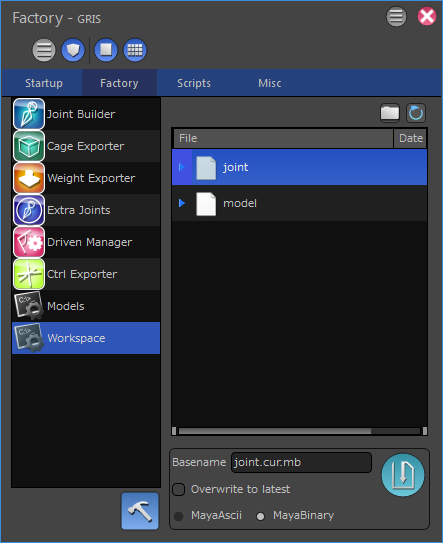 Factory - GRIS
Startup Factory Scripts Misc
Joint Builder
Cage Exporter
Weight Exporter
Extra Joints
Driven Manager
Ctrl Exporter
C:\>
Models
C:\>
Workspace
File Date
joint
model
Basename joint.cur.mb
Overwrite to latest
MayaAscii MayaBinary